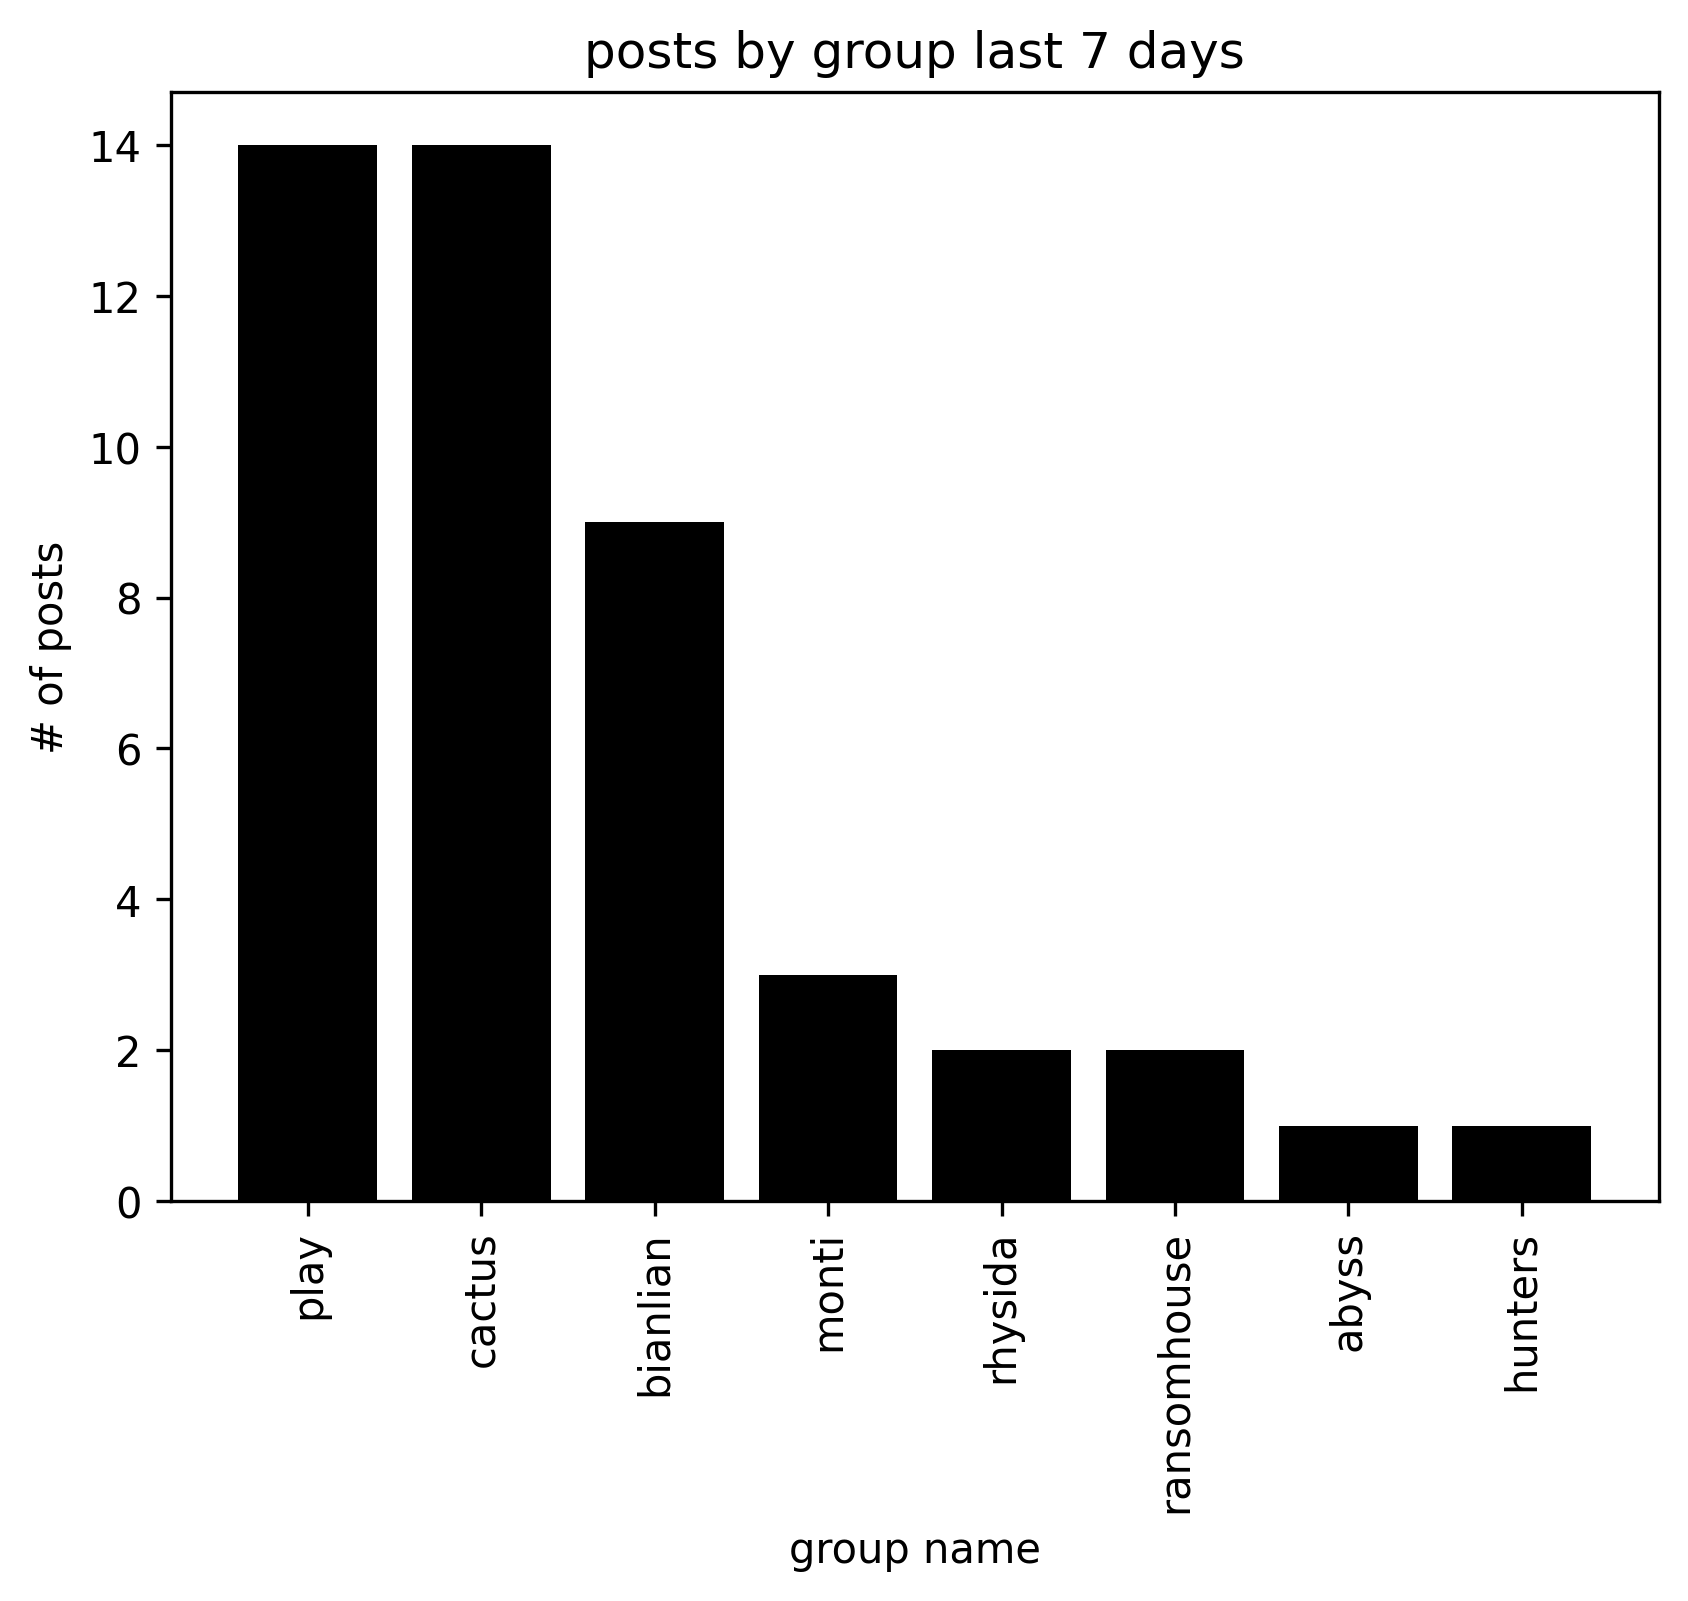 posts by group last 7 days
# of posts
14
12
10
8
6
4
2
0
play
cactus
bianlian
monti
rhysida
ransomhouse
abyss
hunters
group name